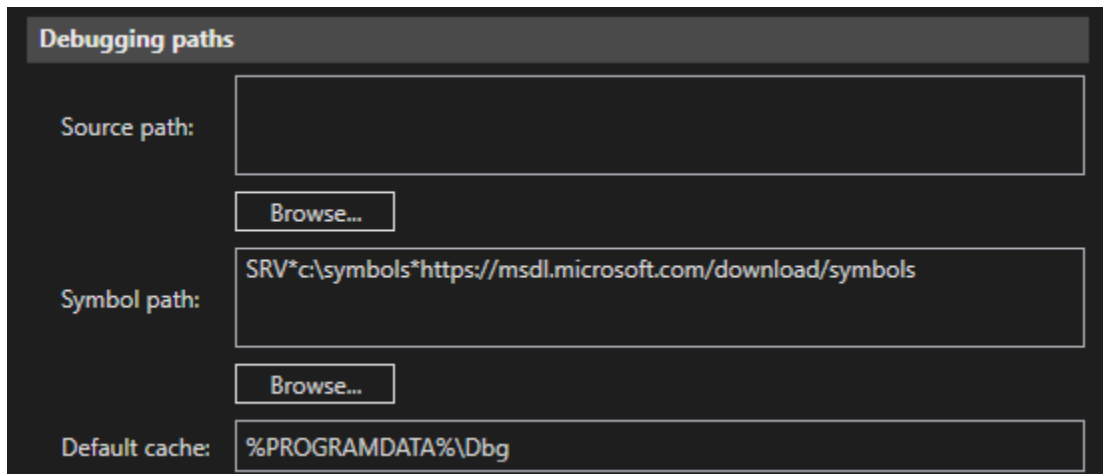 Debugging paths
Source path:
Browse...
Symbol path:
SRV*c:\symbols*https://msdl.microsoft.com/download/symbols
Browse...
Default cache:
%PROGRAMDATA%\Dbg